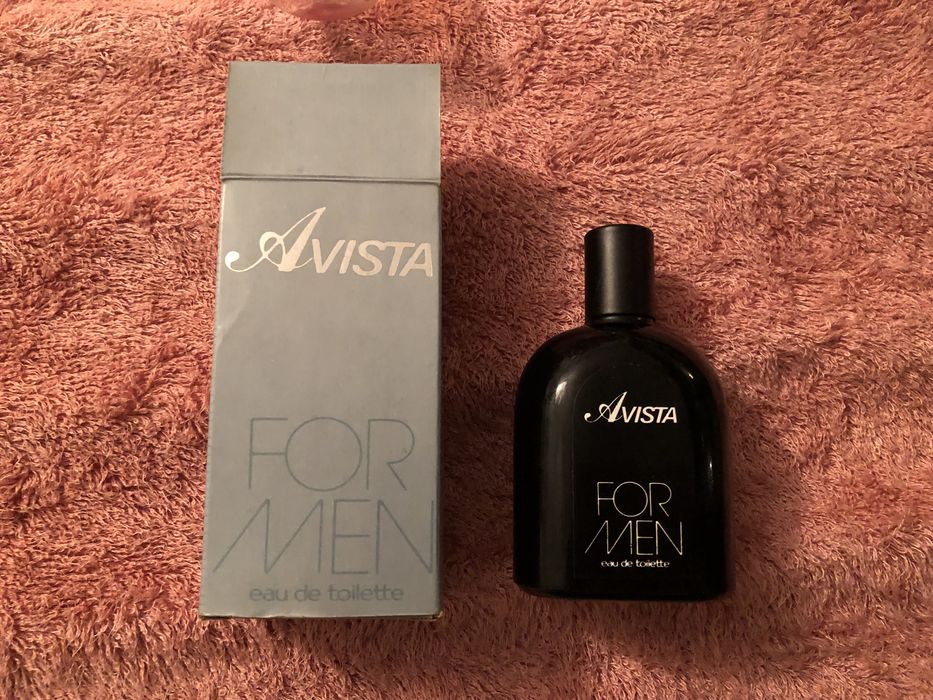 AVISTA
FOR
MEN
eau de toilette
AVISTA
FOR
MEN
eau de toilette